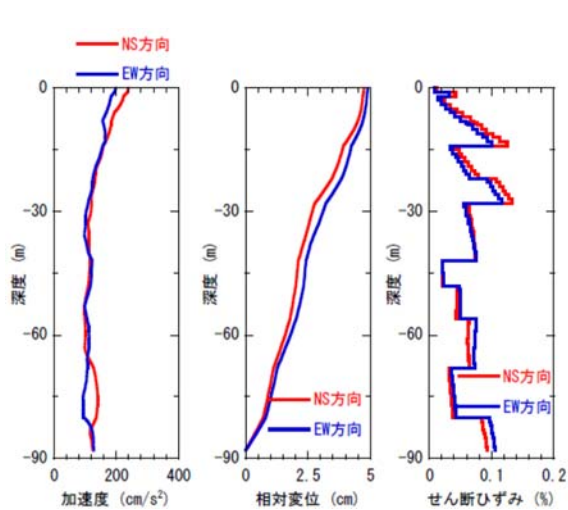 NS方向
EW方向
0
-30
-60
-90
深度 (m)
0 200 400
加速度 (cm/s²)
0
-30
-60
-90
深度 (m)
NS方向
EW方向
0 2.5 5
相対変位 (cm)
0
-30
-60
-90
深度 (m)
NS方向
EW方向
0 0.1 0.2
せん断ひずみ (%)